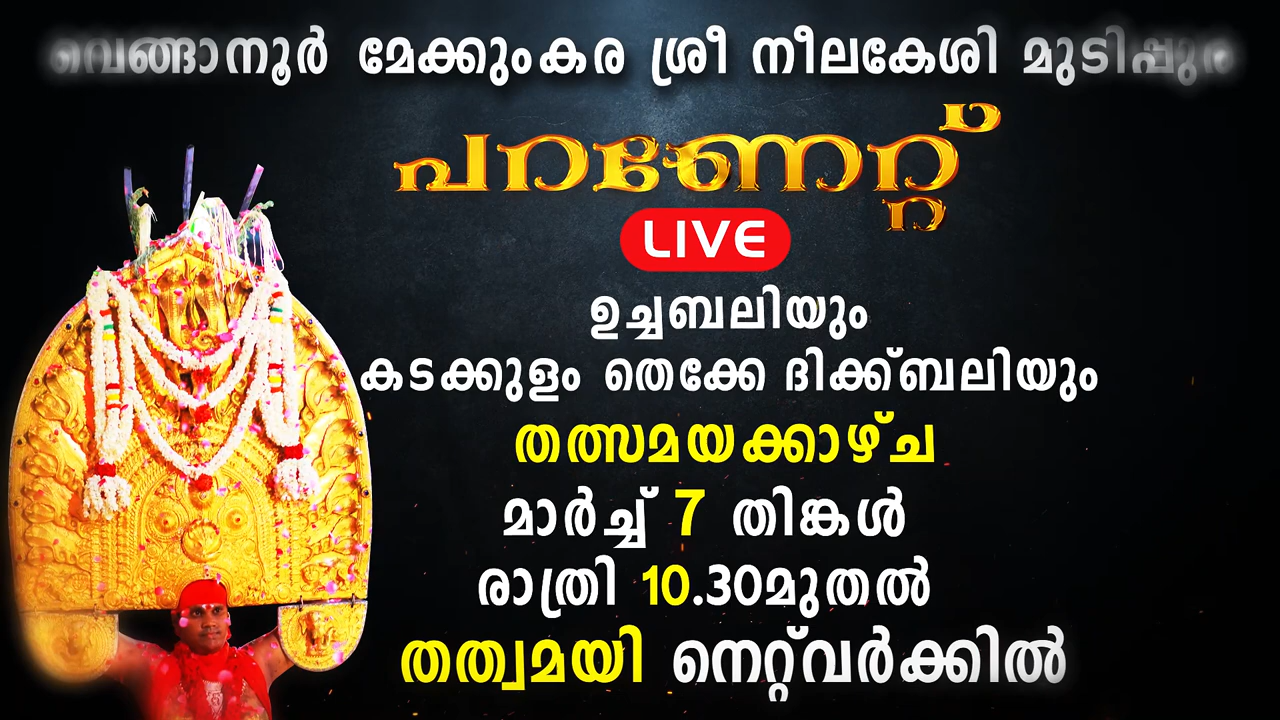 വെങ്ങാനൂർ മേക്കുംകര ശ്രീ നീലകേശി മുടിപ്പുര
പറണേറ്റ്
LIVE
ഉച്ചബലിയും
കടക്കുളം തെക്കേ ദിക്ക്ബലിയും
തത്സമയക്കാഴ്ച
മാർച്ച് 7 തിങ്കൾ
രാത്രി 10.30മുതൽ
തത്വമയി നെറ്റ്‌വർക്കിൽ